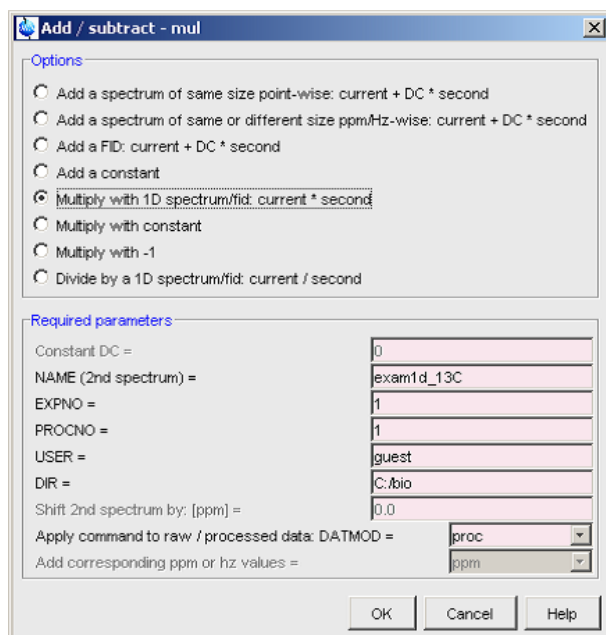 Add / subtract - mul
Options
Add a spectrum of same size point-wise: current + DC * second
Add a spectrum of same or different size ppm/Hz-wise: current + DC * second
Add a FID: current + DC * second
Add a constant
Multiply with 1D spectrum/fid: current * second
Multiply with constant
Multiply with -1
Divide by a 1D spectrum/fid: current / second
Required parameters
Constant DC = 0
NAME (2nd spectrum) = exam1d_13C
EXPNO = 1
PROCNO = 1
USER = guest
DIR = C:/bio
Shift 2nd spectrum by: [ppm] = 0.0
Apply command to raw / processed data: DATMOD = proc
Add corresponding ppm or hz values = ppm
OK Cancel Help